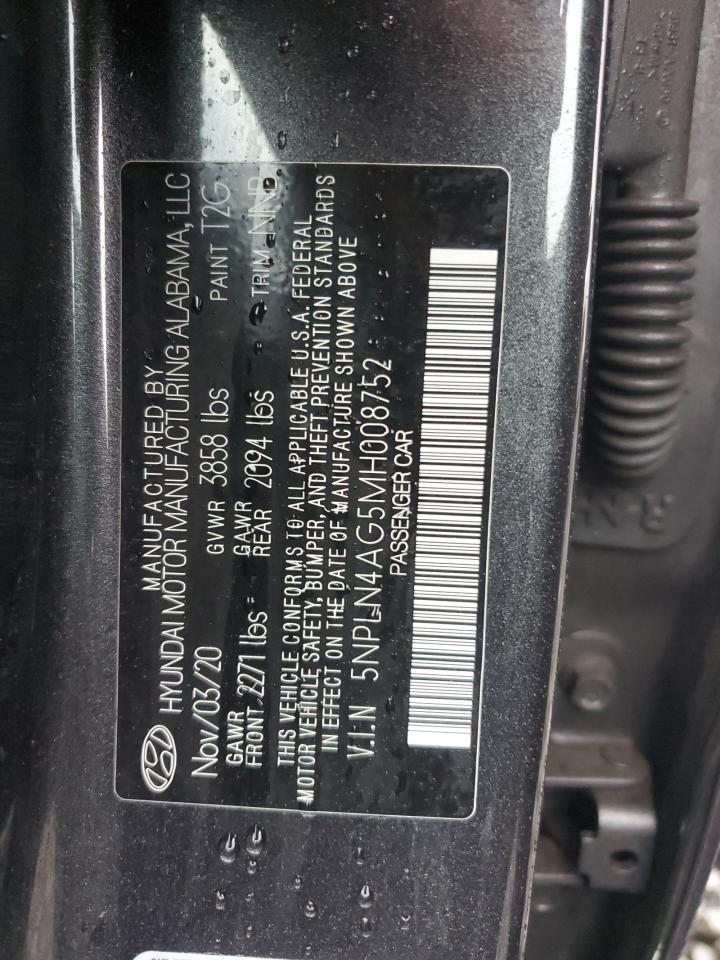 MANUFACTURED BY
HYUNDAI MOTOR MANUFACTURING ALABAMA, LLC
Nov/03/20 GVWR 3858 lbs PAINT T2G
GAWR FRONT 2271 lbs GAWR REAR 2094 lbs TRIM NNB
THIS VEHICLE CONFORMS TO ALL APPLICABLE U.S.A. FEDERAL
MOTOR VEHICLE SAFETY, BUMPER, AND THEFT PREVENTION STANDARDS
IN EFFECT ON THE DATE OF MANUFACTURE SHOWN ABOVE
V.I.N 5NPLN4AG5MH008752
PASSENGER CAR